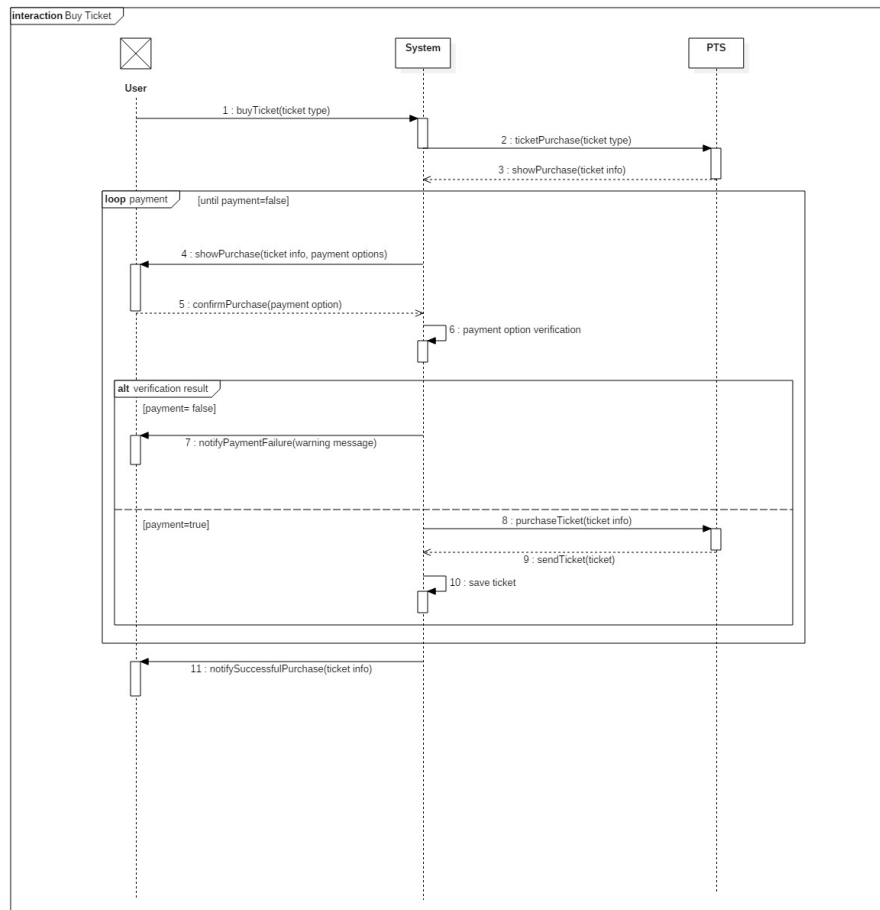 interaction Buy Ticket
System
PTS
User
1 : buyTicket(ticket type)
2 : ticketPurchase(ticket type)
3 : showPurchase(ticket info)
loop payment
[until payment=false]
4 : showPurchase(ticket info, payment options)
5 : confirmPurchase(payment option)
6 : payment option verification
alt verification result
[payment= false]
7 : notifyPaymentFailure(warning message)
[payment=true]
8 : purchaseTicket(ticket info)
9 : sendTicket(ticket)
10 : save ticket
11 : notifySuccessfulPurchase(ticket info)